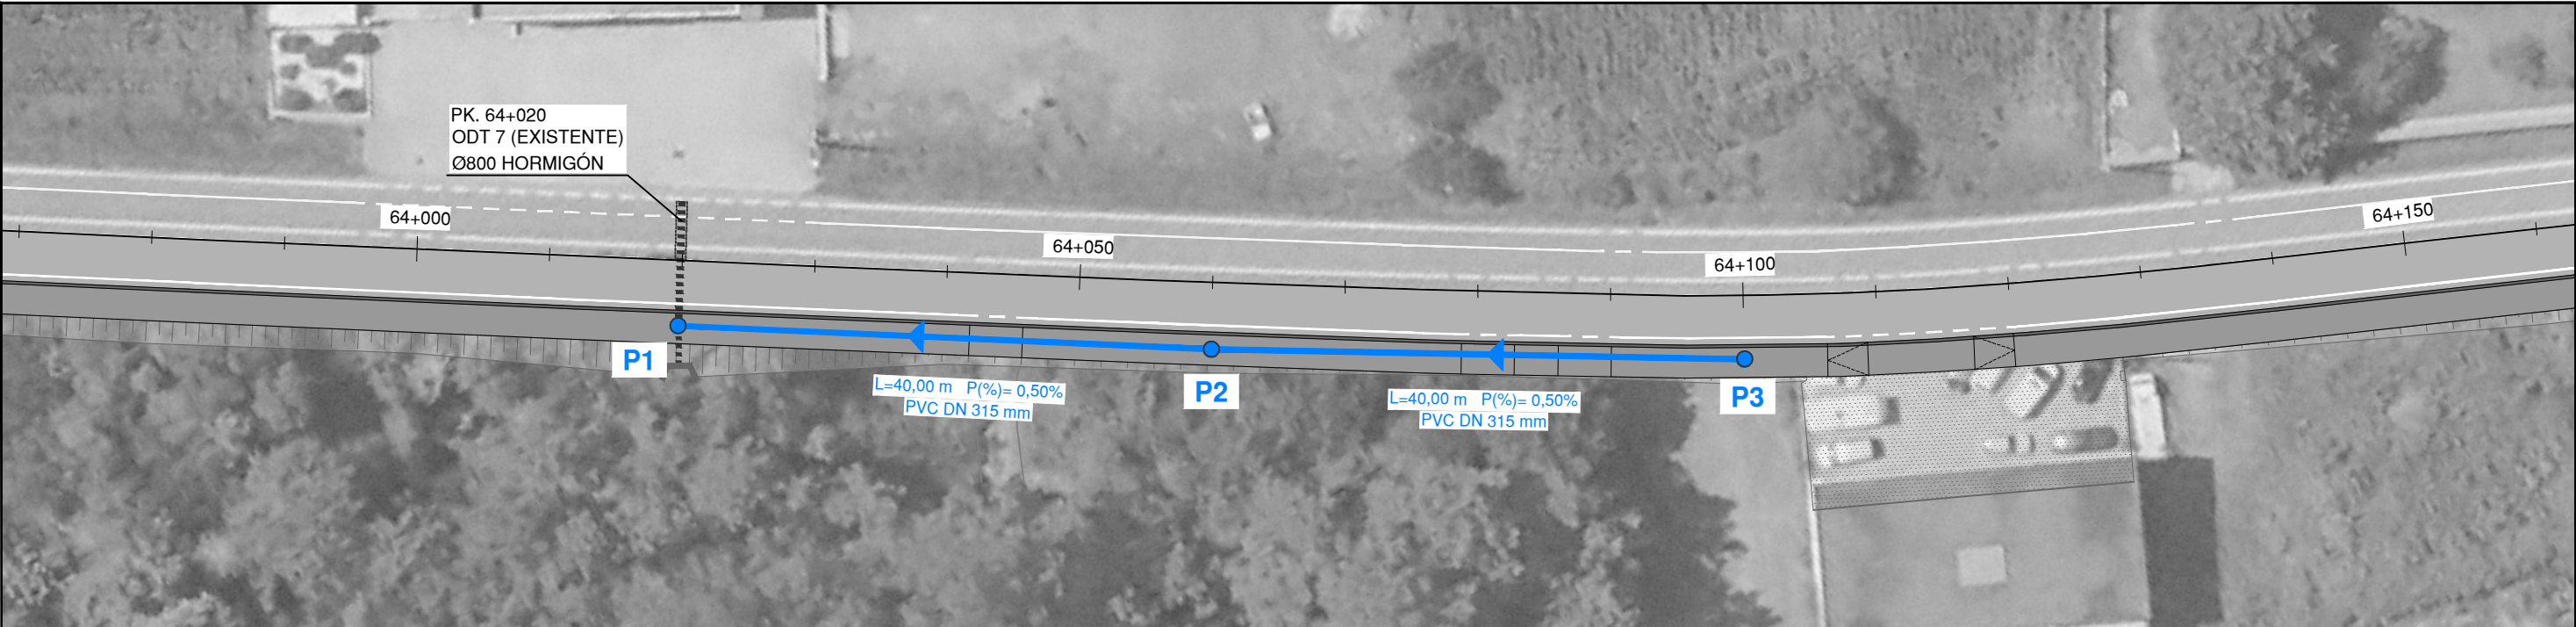 PK. 64+020
ODT 7 (EXISTENTE)
Ø800 HORMIGÓN
64+000
64+050
64+100
64+150
P1
P2
P3
L=40,00 m P(%)= 0,50%
PVC DN 315 mm
L=40,00 m P(%)= 0,50%
PVC DN 315 mm